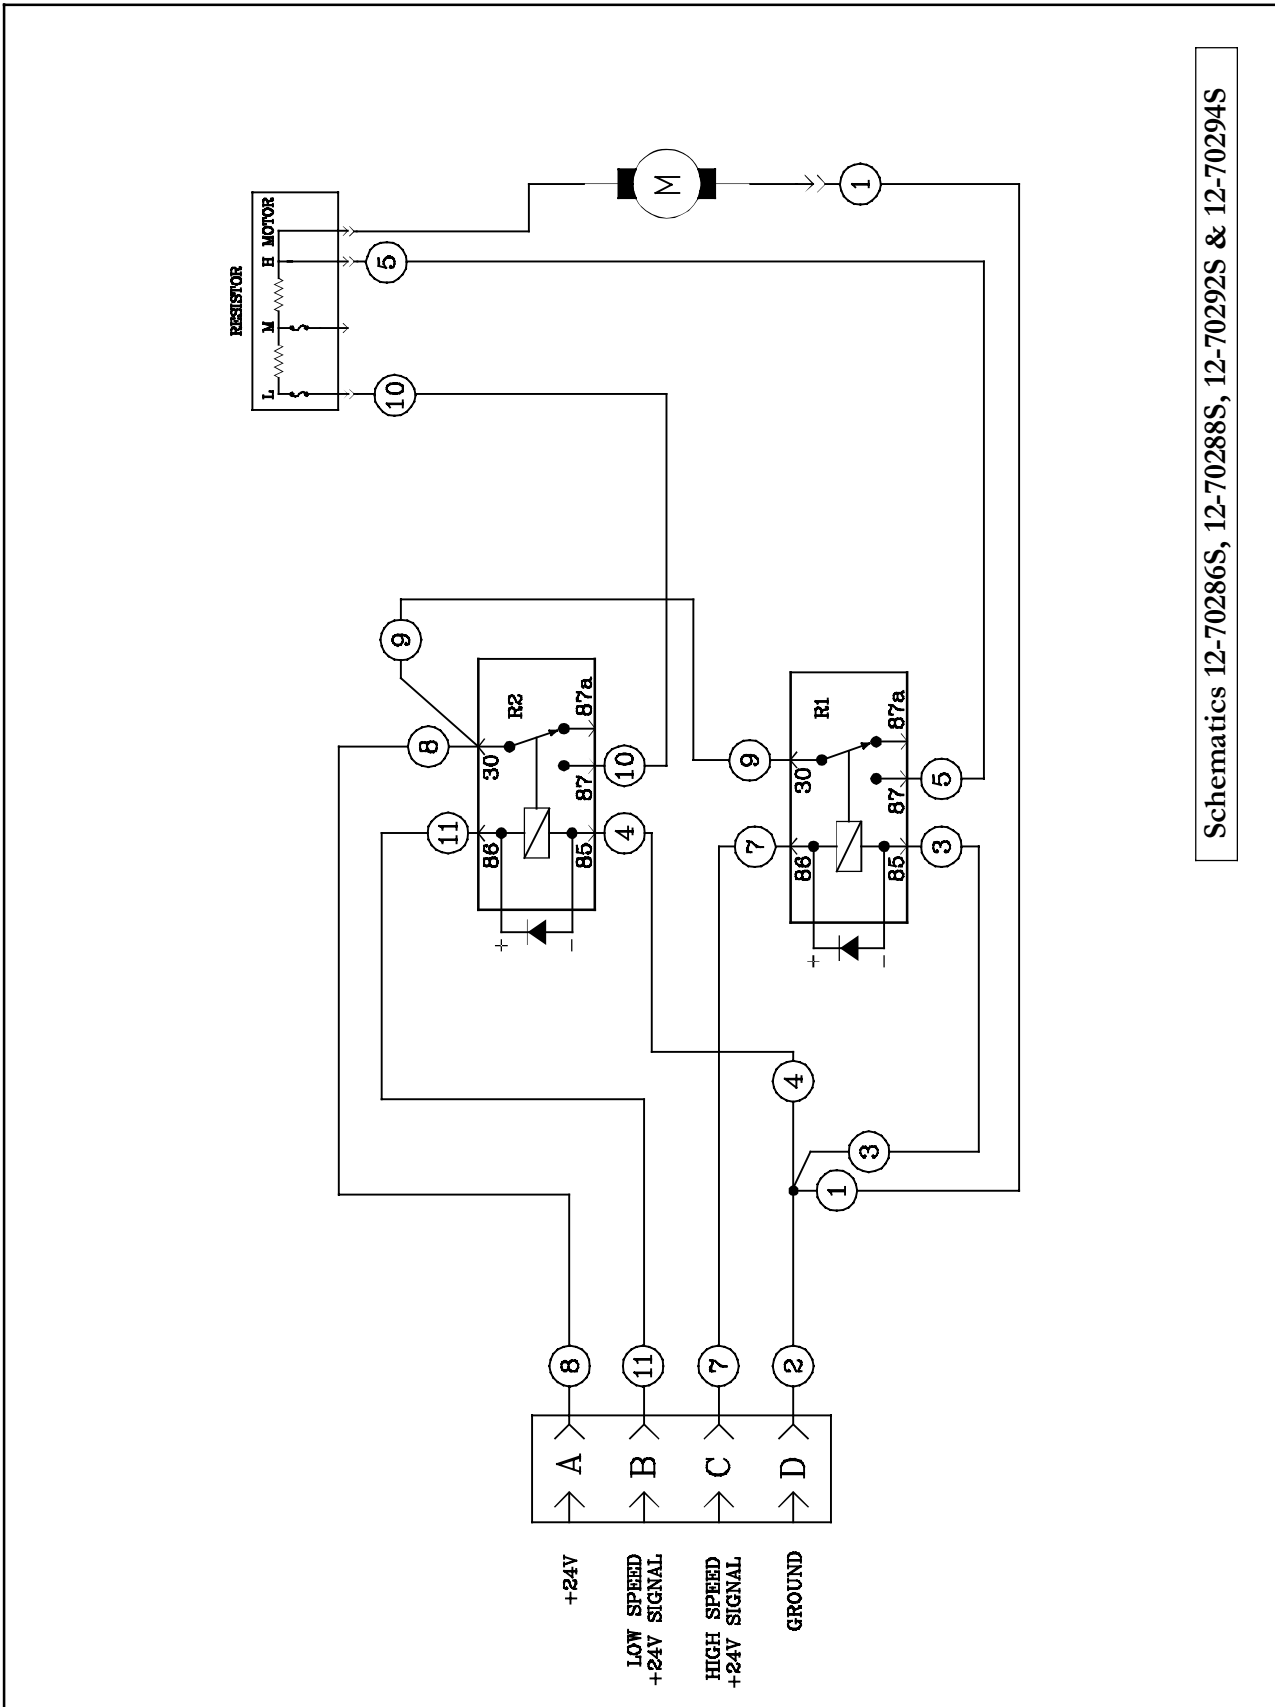 Schematics 12-70286S, 12-70288S, 12-70292S & 12-70294S
RESISTOR
L M H MOTOR
10
5
M
1
9
8
11
30
86
R2
87a
87
85
10
4
9
7
30
86
R1
87a
87
85
5
3
4
3
1
8
11
7
2
A
B
C
D
+24V
LOW SPEED
+24V SIGNAL
HIGH SPEED
+24V SIGNAL
GROUND
+
−
+
−